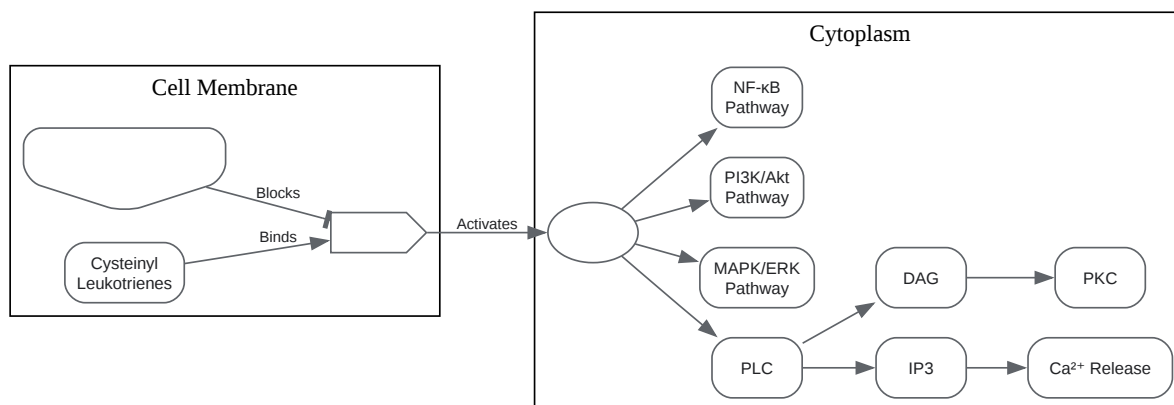 Cytoplasm
Cell Membrane
NF-κB
Pathway
Blocks
PI3K/Akt
Pathway
Activates
Binds
Cysteinyl
Leukotrienes
MAPK/ERK
Pathway
DAG
PKC
PLC
IP3
Ca²⁺ Release